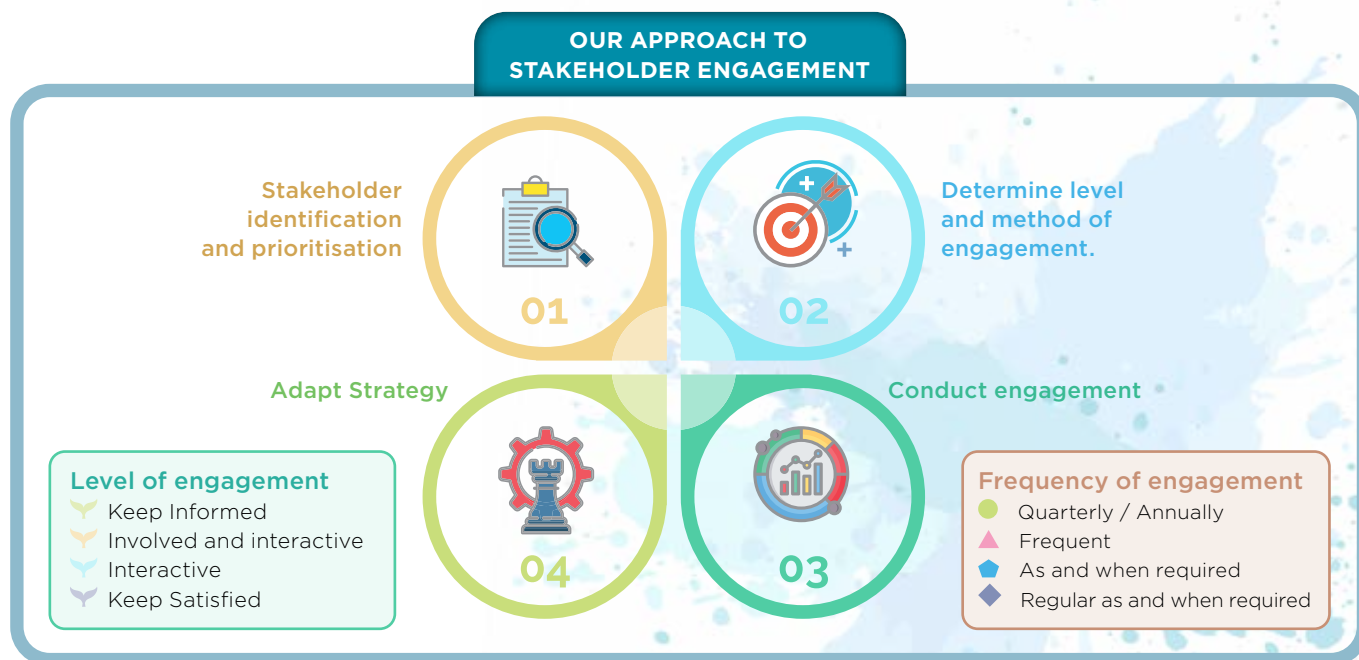 OUR APPROACH TO
STAKEHOLDER ENGAGEMENT
Stakeholder
identification
and prioritisation
01
02
Determine level
and method of
engagement.
Adapt Strategy
04
03
Conduct engagement
Level of engagement
Keep Informed
Involved and interactive
Interactive
Keep Satisfied
Frequency of engagement
Quarterly / Annually
Frequent
As and when required
Regular as and when required